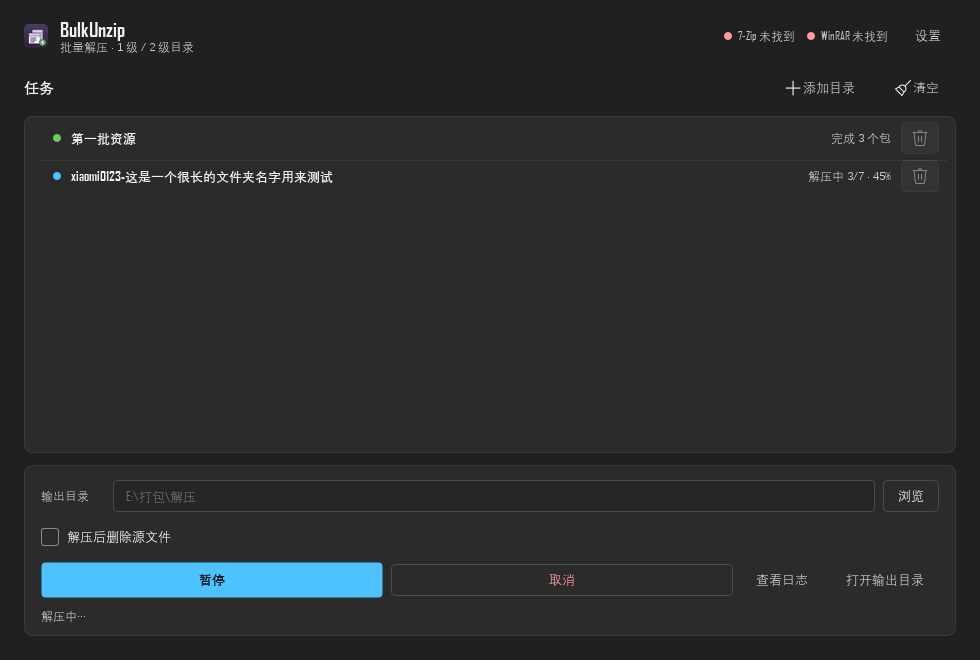 BulkUnzip
批量解压 · 1 级 / 2 级目录
7-Zip 未找到
WinRAR 未找到
设置
任务
添加目录
清空
第一批资源
完成 3 个包
xiaomi0123-这是一个很长的文件夹名字用来测试
解压中 3/7 · 45%
输出目录
E:\打包\解压
浏览
解压后删除源文件
暂停
取消
查看日志
打开输出目录
解压中…